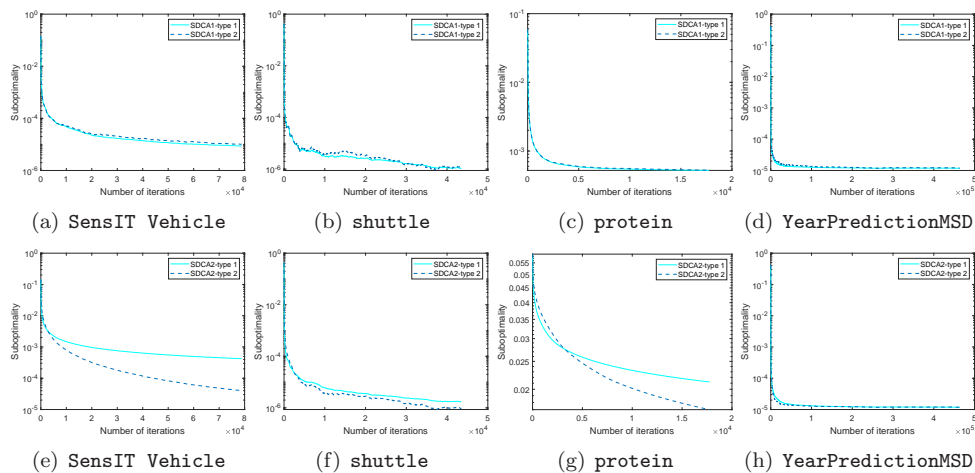 10^0
10^-2
10^-4
10^-6
Suboptimality
SDCA1-type 1
SDCA1-type 2
0 2 4 6 8
×10^4
Number of iterations
(a) SensIT Vehicle
10^0
10^-2
10^-4
10^-6
Suboptimality
SDCA1-type 1
SDCA1-type 2
0 1 2 3 4 5
×10^4
Number of iterations
(b) shuttle
10^-1
10^-2
10^-3
Suboptimality
SDCA1-type 1
SDCA1-type 2
0 0.5 1 1.5 2
×10^4
Number of iterations
(c) protein
10^0
10^-1
10^-2
10^-3
10^-4
10^-5
10^-6
Suboptimality
SDCA1-type 1
SDCA1-type 2
0 1 2 3 4 5
×10^5
Number of iterations
(d) YearPredictionMSD
10^0
10^-1
10^-2
10^-3
10^-4
10^-5
Suboptimality
SDCA2-type 1
SDCA2-type 2
0 2 4 6 8
×10^4
Number of iterations
(e) SensIT Vehicle
10^0
10^-2
10^-4
10^-6
Suboptimality
SDCA2-type 1
SDCA2-type 2
0 1 2 3 4 5
×10^4
Number of iterations
(f) shuttle
0.055
0.05
0.045
0.04
0.035
0.03
0.025
0.02
Suboptimality
SDCA2-type 1
SDCA2-type 2
0 0.5 1 1.5 2
×10^4
Number of iterations
(g) protein
10^0
10^-1
10^-2
10^-3
10^-4
10^-5
Suboptimality
SDCA2-type 1
SDCA2-type 2
0 1 2 3 4 5
×10^5
Number of iterations
(h) YearPredictionMSD